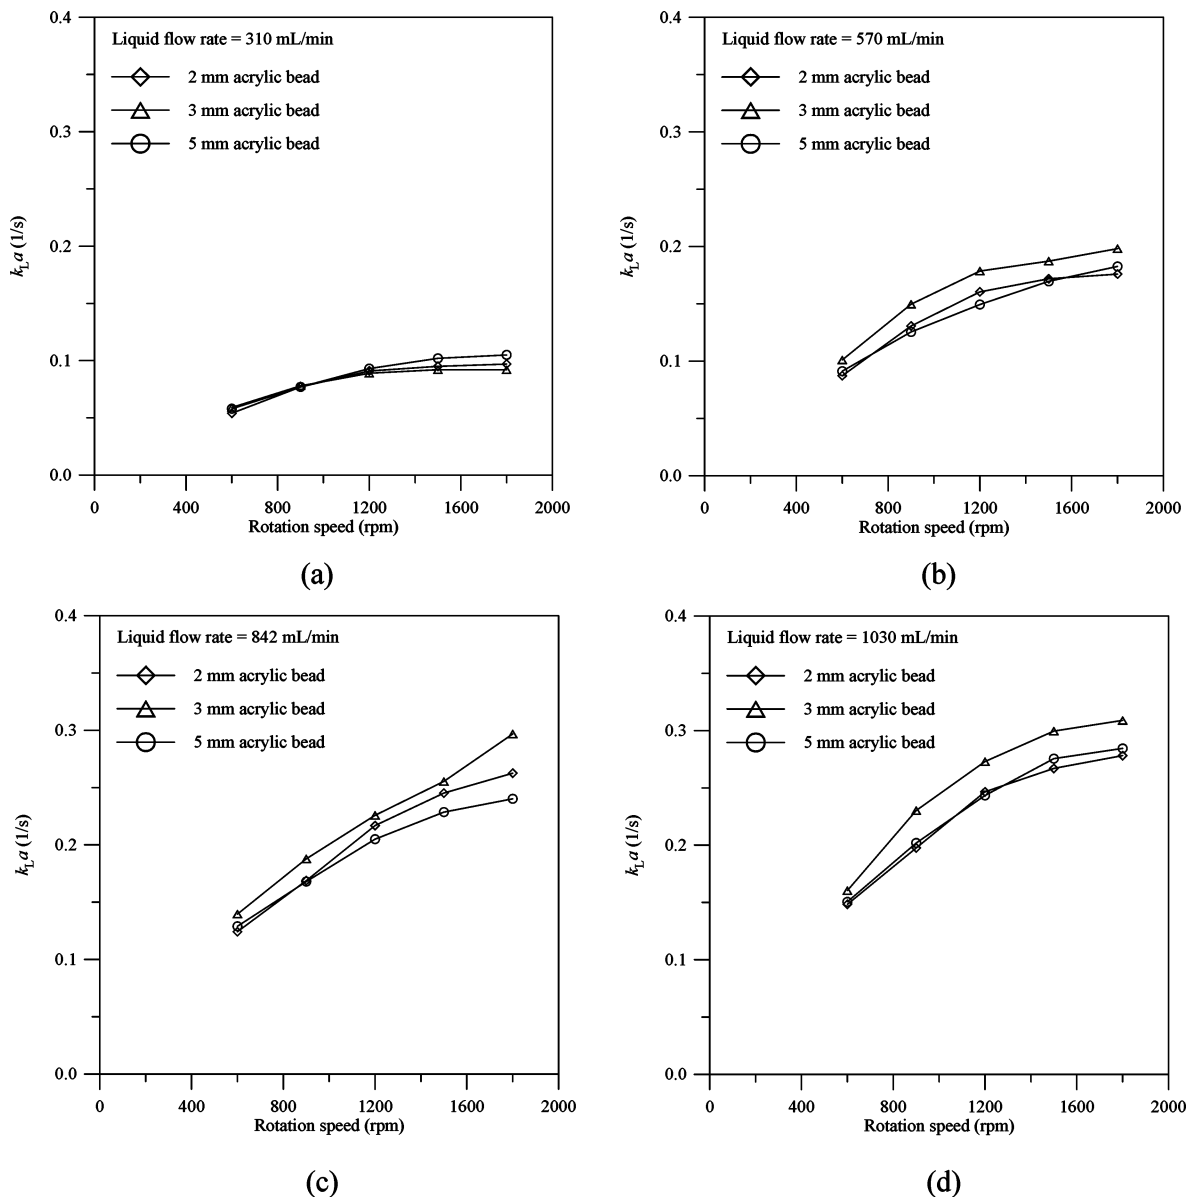 0.4
Liquid flow rate = 310 mL/min
2 mm acrylic bead
3 mm acrylic bead
5 mm acrylic bead
0.3
0.2
0.1
0.0
kLa (1/s)
0 400 800 1200 1600 2000
Rotation speed (rpm)
(a)
0.4
Liquid flow rate = 570 mL/min
2 mm acrylic bead
3 mm acrylic bead
5 mm acrylic bead
0.3
0.2
0.1
0.0
kLa (1/s)
0 400 800 1200 1600 2000
Rotation speed (rpm)
(b)
0.4
Liquid flow rate = 842 mL/min
2 mm acrylic bead
3 mm acrylic bead
5 mm acrylic bead
0.3
0.2
0.1
0.0
kLa (1/s)
0 400 800 1200 1600 2000
Rotation speed (rpm)
(c)
0.4
Liquid flow rate = 1030 mL/min
2 mm acrylic bead
3 mm acrylic bead
5 mm acrylic bead
0.3
0.2
0.1
0.0
kLa (1/s)
0 400 800 1200 1600 2000
Rotation speed (rpm)
(d)